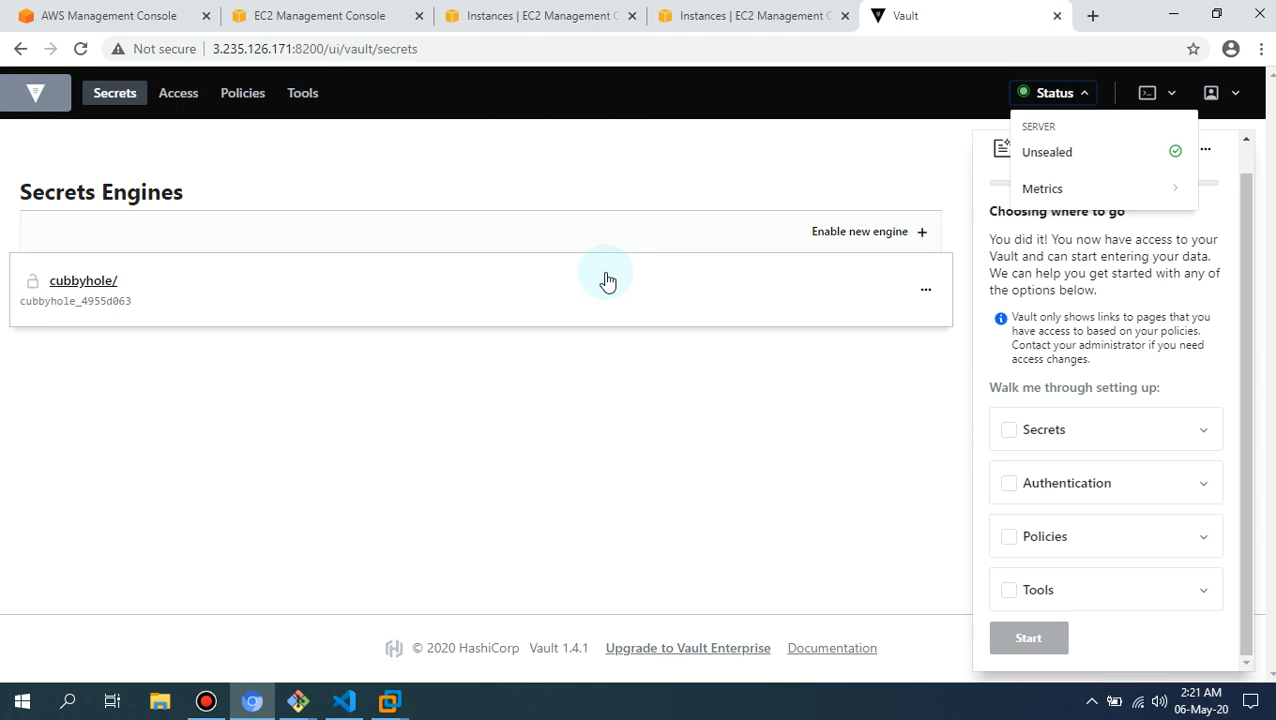 AWS Management Console
EC2 Management Console
Instances | EC2 Management C
Instances | EC2 Management C
Vault
Not secure
3.235.126.171:8200/ui/vault/secrets
Secrets
Access
Policies
Tools
Status
SERVER
Unsealed
Metrics
Secrets Engines
Enable new engine
cubbyhole/
cubbyhole_4955d063
Choosing where to go
You did it! You now have access to your
Vault and can start entering your data.
We can help you get started with any of
the options below.
Vault only shows links to pages that you
have access to based on your policies.
Contact your administrator if you need
access changes.
Walk me through setting up:
Secrets
Authentication
Policies
Tools
Start
© 2020 HashiCorp
Vault 1.4.1
Upgrade to Vault Enterprise
Documentation
2:21 AM
06-May-20